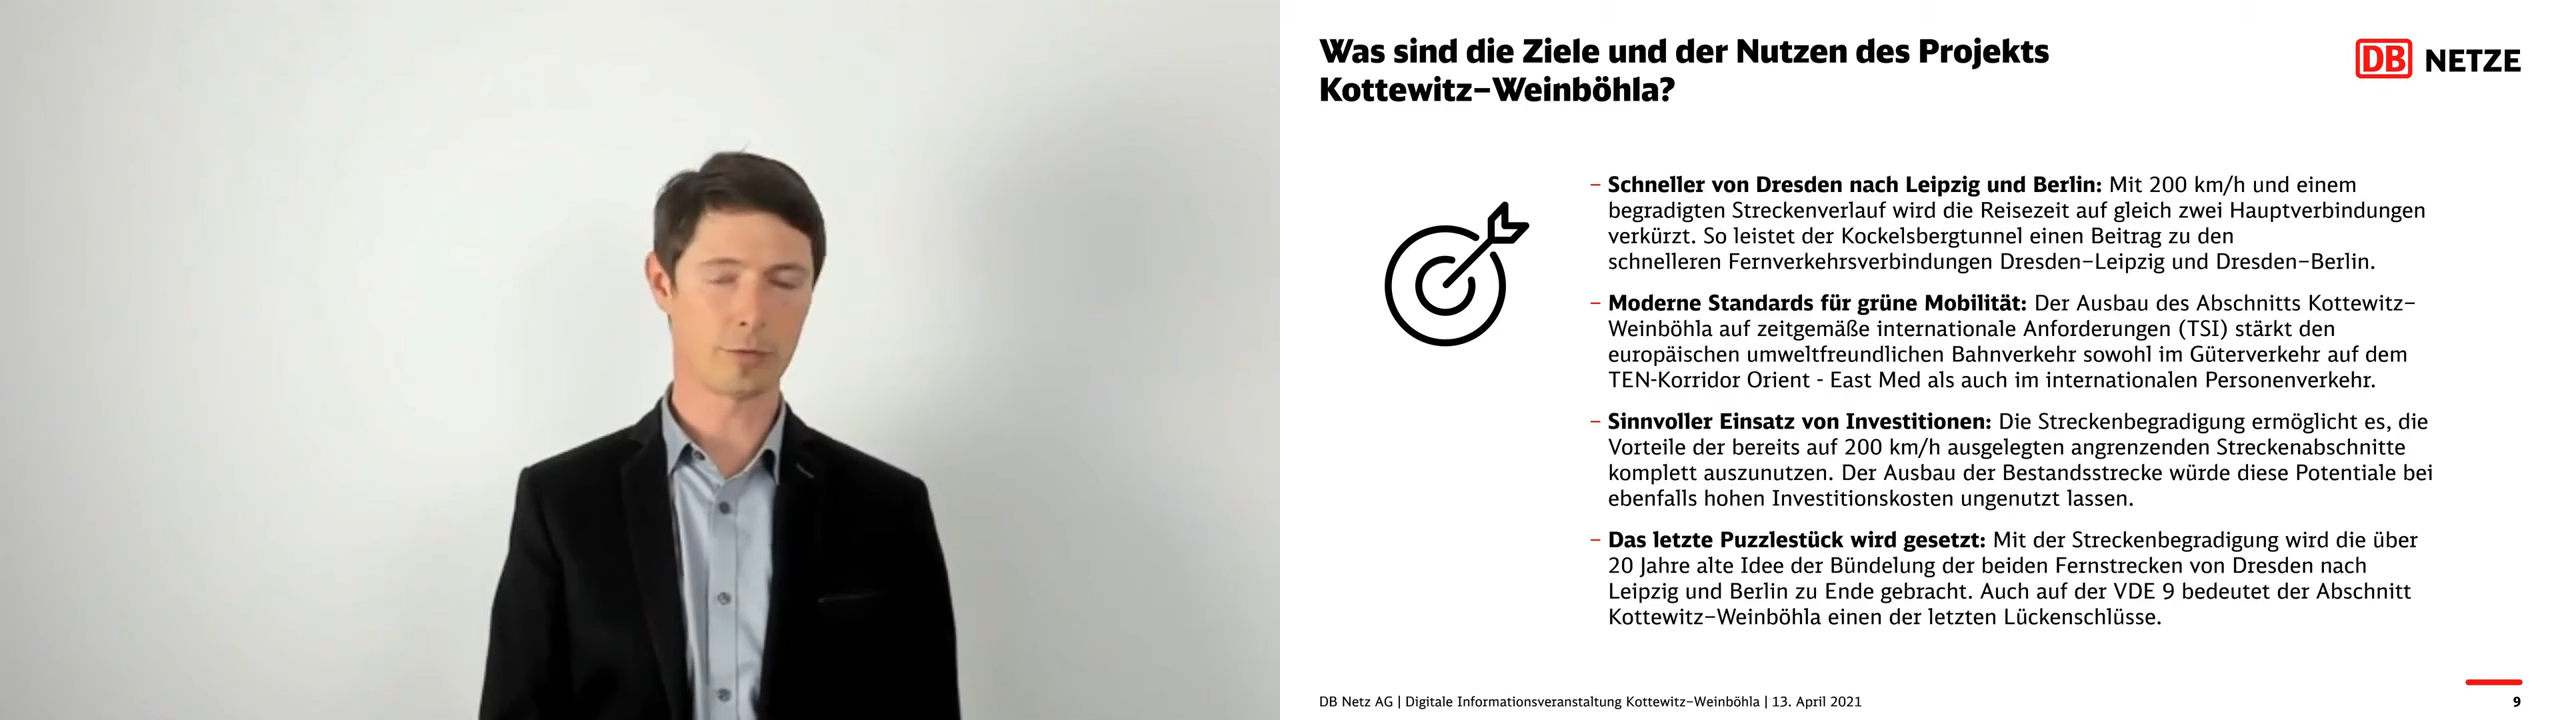 Was sind die Ziele und der Nutzen des Projekts
Kottewitz–Weinböhla?
DB NETZE
– Schneller von Dresden nach Leipzig und Berlin: Mit 200 km/h und einem
begradigten Streckenverlauf wird die Reisezeit auf gleich zwei Hauptverbindungen
verkürzt. So leistet der Kockelsbergtunnel einen Beitrag zu den
schnelleren Fernverkehrsverbindungen Dresden–Leipzig und Dresden–Berlin.
– Moderne Standards für grüne Mobilität: Der Ausbau des Abschnitts Kottewitz–
Weinböhla auf zeitgemäße internationale Anforderungen (TSI) stärkt den
europäischen umweltfreundlichen Bahnverkehr sowohl im Güterverkehr auf dem
TEN-Korridor Orient - East Med als auch im internationalen Personenverkehr.
– Sinnvoller Einsatz von Investitionen: Die Streckenbegradigung ermöglicht es, die
Vorteile der bereits auf 200 km/h ausgelegten angrenzenden Streckenabschnitte
komplett auszunutzen. Der Ausbau der Bestandsstrecke würde diese Potentiale bei
ebenfalls hohen Investitionskosten ungenutzt lassen.
– Das letzte Puzzlestück wird gesetzt: Mit der Streckenbegradigung wird die über
20 Jahre alte Idee der Bündelung der beiden Fernstrecken von Dresden nach
Leipzig und Berlin zu Ende gebracht. Auch auf der VDE 9 bedeutet der Abschnitt
Kottewitz–Weinböhla einen der letzten Lückenschlüsse.
DB Netz AG | Digitale Informationsveranstaltung Kottewitz–Weinböhla | 13. April 2021
9